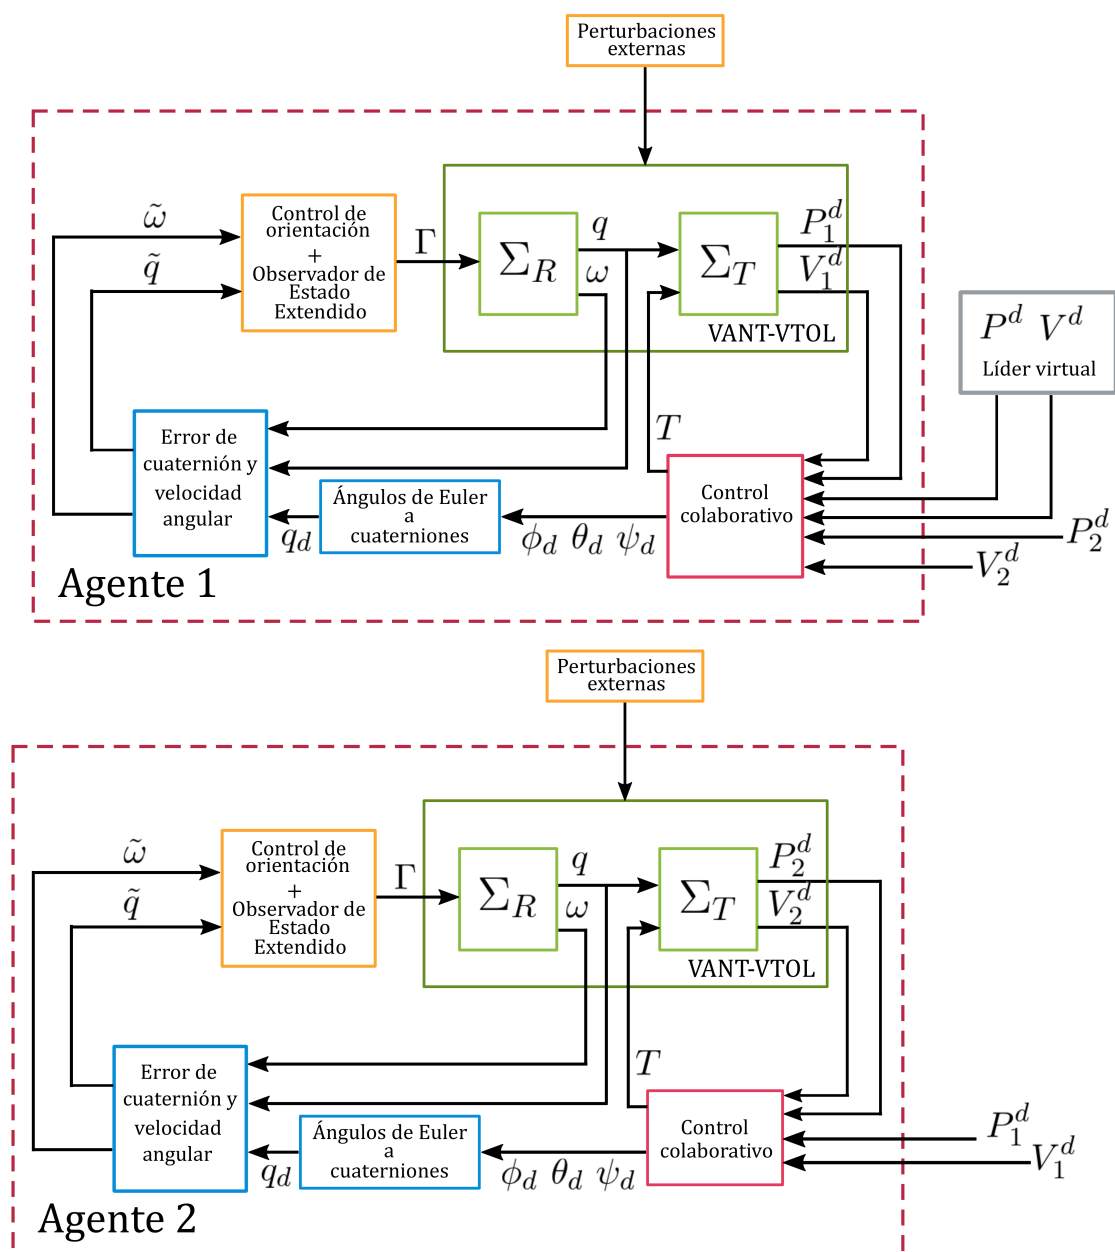 Perturbaciones
externas
ω̃
q̃
Control de
orientación
+
Observador de
Estado
Extendido
Γ
Σ_R
q
ω
Σ_T
P_1^d
V_1^d
VANT-VTOL
P^d V^d
Líder virtual
T
Error de
cuaternión y
velocidad
angular
q_d
Ángulos de Euler
a
cuaterniones
ϕ_d θ_d ψ_d
Control
colaborativo
P_2^d
V_2^d
Agente 1
Perturbaciones
externas
ω̃
q̃
Control de
orientación
+
Observador de
Estado
Extendido
Γ
Σ_R
q
ω
Σ_T
P_2^d
V_2^d
VANT-VTOL
T
Error de
cuaternión y
velocidad
angular
q_d
Ángulos de Euler
a
cuaterniones
ϕ_d θ_d ψ_d
Control
colaborativo
P_1^d
V_1^d
Agente 2